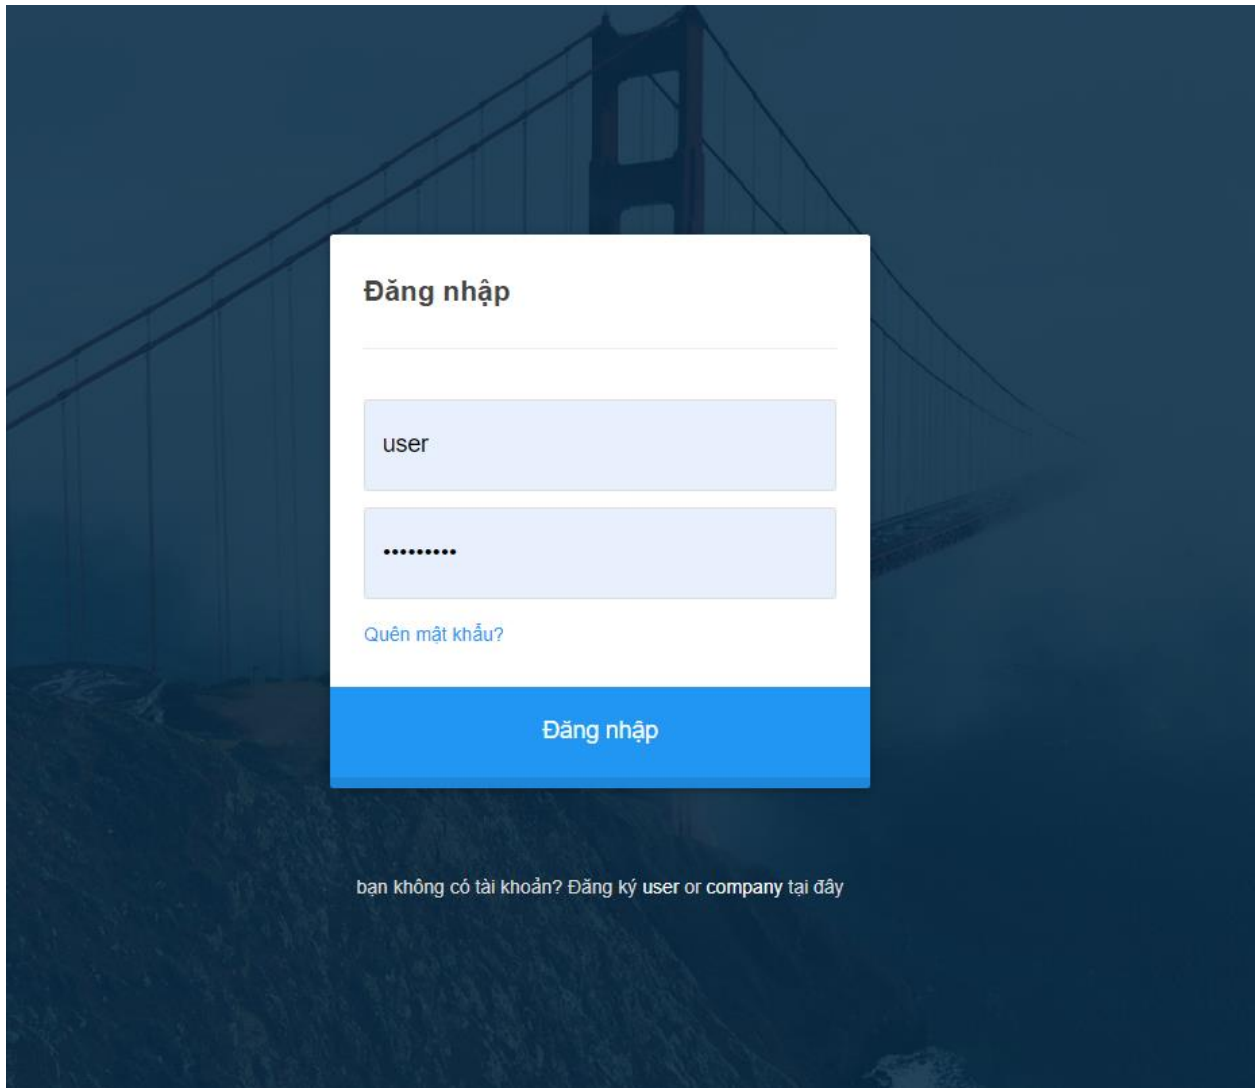 Đăng nhập
user
•••••••••
Quên mật khẩu?
Đăng nhập
bạn không có tài khoản? Đăng ký user or company tại đây